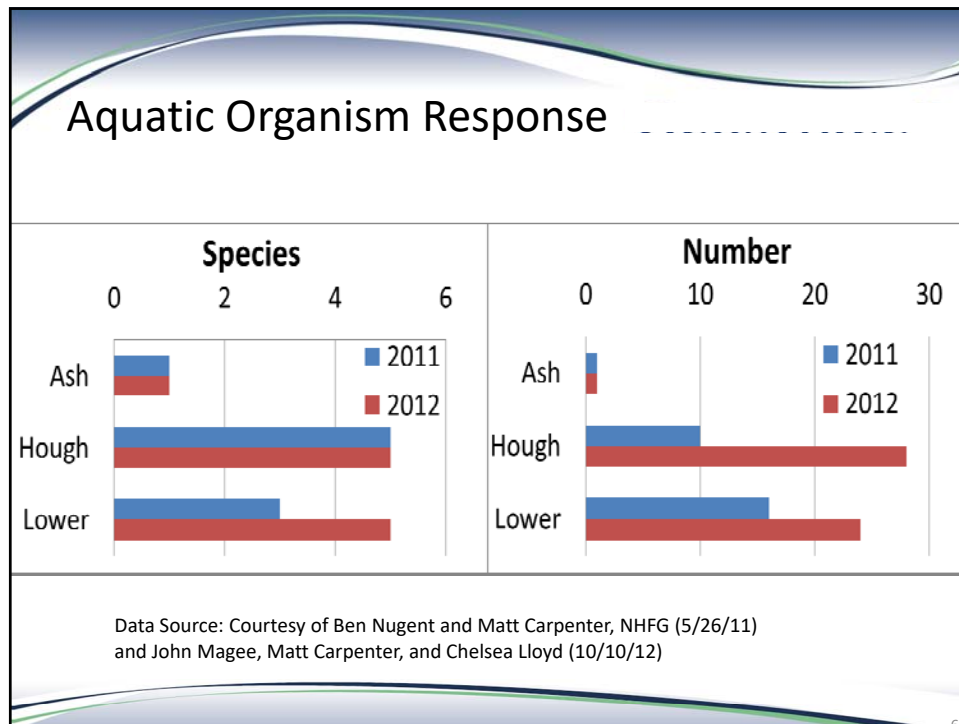 Aquatic Organism Response
Species
0 2 4 6
2011
2012
Ash
Hough
Lower
Number
0 10 20 30
2011
2012
Ash
Hough
Lower
Data Source: Courtesy of Ben Nugent and Matt Carpenter, NHFG (5/26/11)
and John Magee, Matt Carpenter, and Chelsea Lloyd (10/10/12)